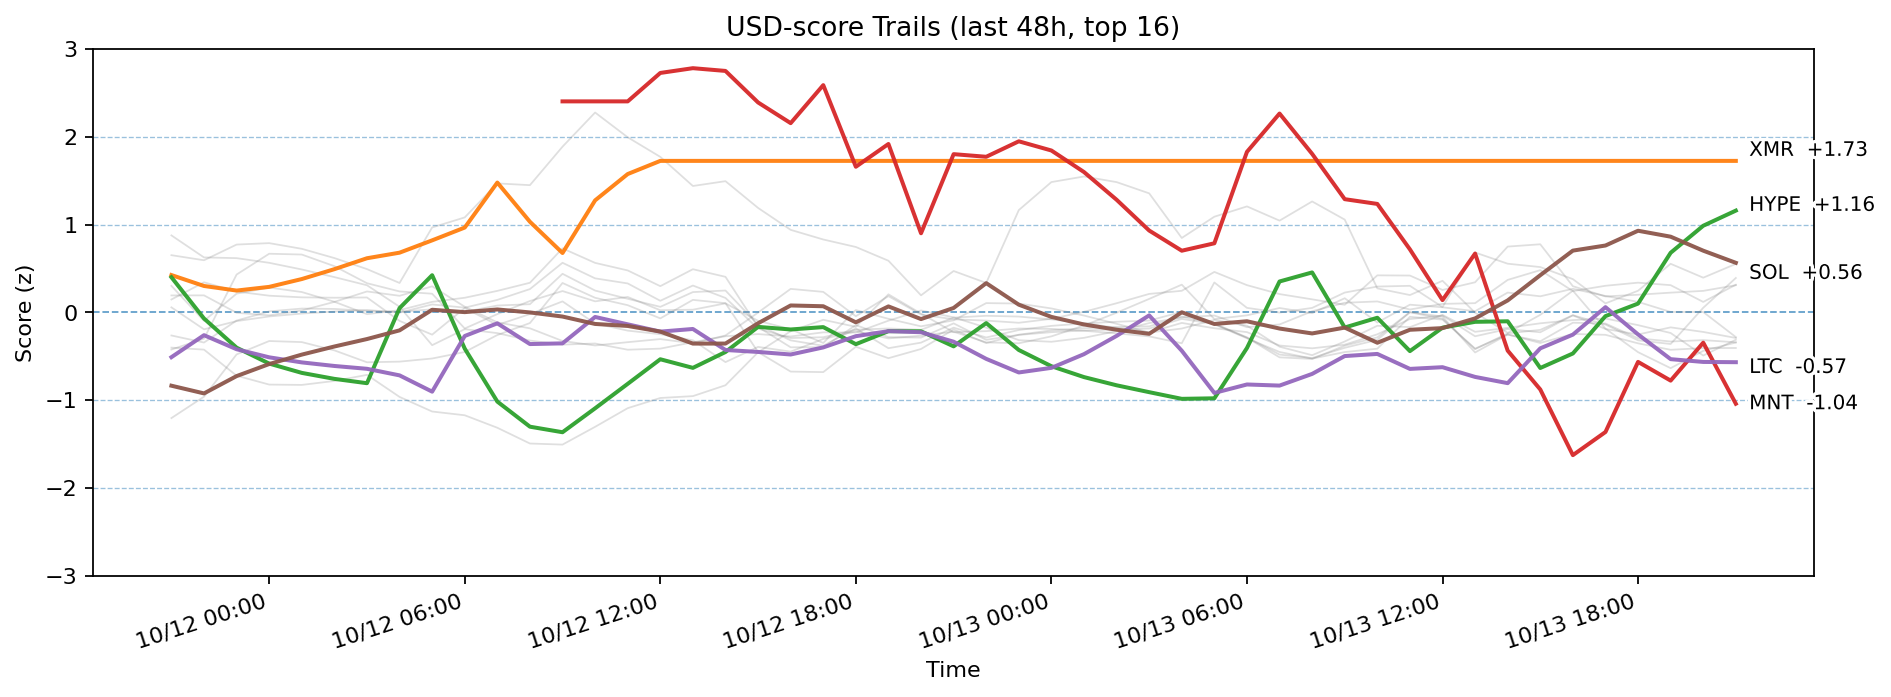 USD-score Trails (last 48h, top 16)
Score (z)
3
2
1
0
−1
−2
−3
XMR +1.73
HYPE +1.16
SOL +0.56
LTC -0.57
MNT -1.04
10/12 00:00
10/12 06:00
10/12 12:00
10/12 18:00
10/13 00:00
10/13 06:00
10/13 12:00
10/13 18:00
Time